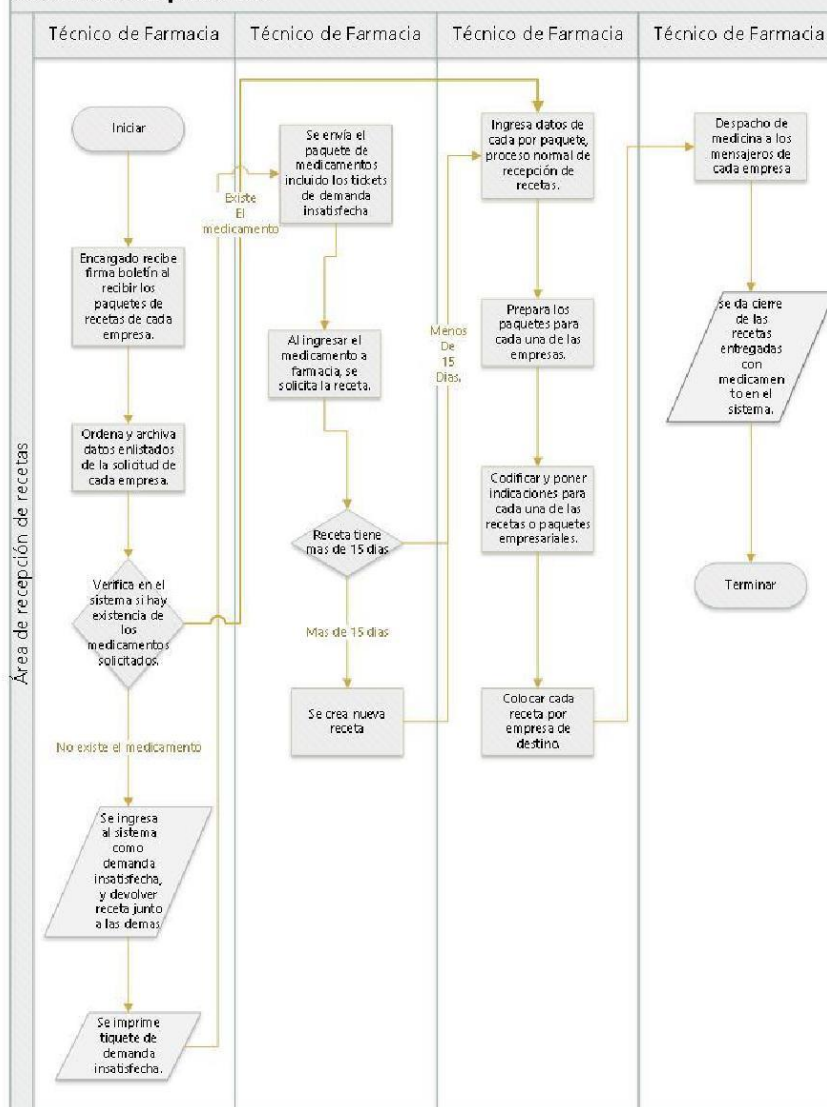 Técnico de Farmacia
Técnico de Farmacia
Técnico de Farmacia
Técnico de Farmacia
Área de recepción de recetas
Iniciar
Encargado recibe
firma boletín al
recibir los
paquetes de
recetas de cada
empresa.
Ordena y archiva
datos enlistados
de la solicitud de
cada empresa.
Verifica en el
sistema si hay
existencia de
los
medicamentos
solicitados.
No existe el medicamento
Se ingresa
al sistema
como
demanda
insatisfecha,
y devolver
receta junto
a las demas
Se imprime
tiquete de
demanda
insatisfecha.
Existe
El
medicamento
Se envía el
paquete de
medicamentos
incluido los tickets
de demanda
insatisfecha
Al ingresar el
medicamento a
farmacia, se
solicita la receta.
Receta tiene
mas de 15 dias
Mas de 15 dias
Se crea nueva
receta
Menos
De
15
Dias.
Ingresa datos de
cada por paquete,
proceso normal de
recepción de
recetas.
Prepara los
paquetes para
cada una de las
empresas.
Codificar y poner
indicaciones para
cada una de las
recetas o paquetes
empresariales.
Colocar cada
receta por
empresa de
destino.
Despacho de
medicina a los
mensajeros de
cada empresa
se da cierre
de las
recetas
entregadas
con
medicamen
to en el
sistema.
Terminar